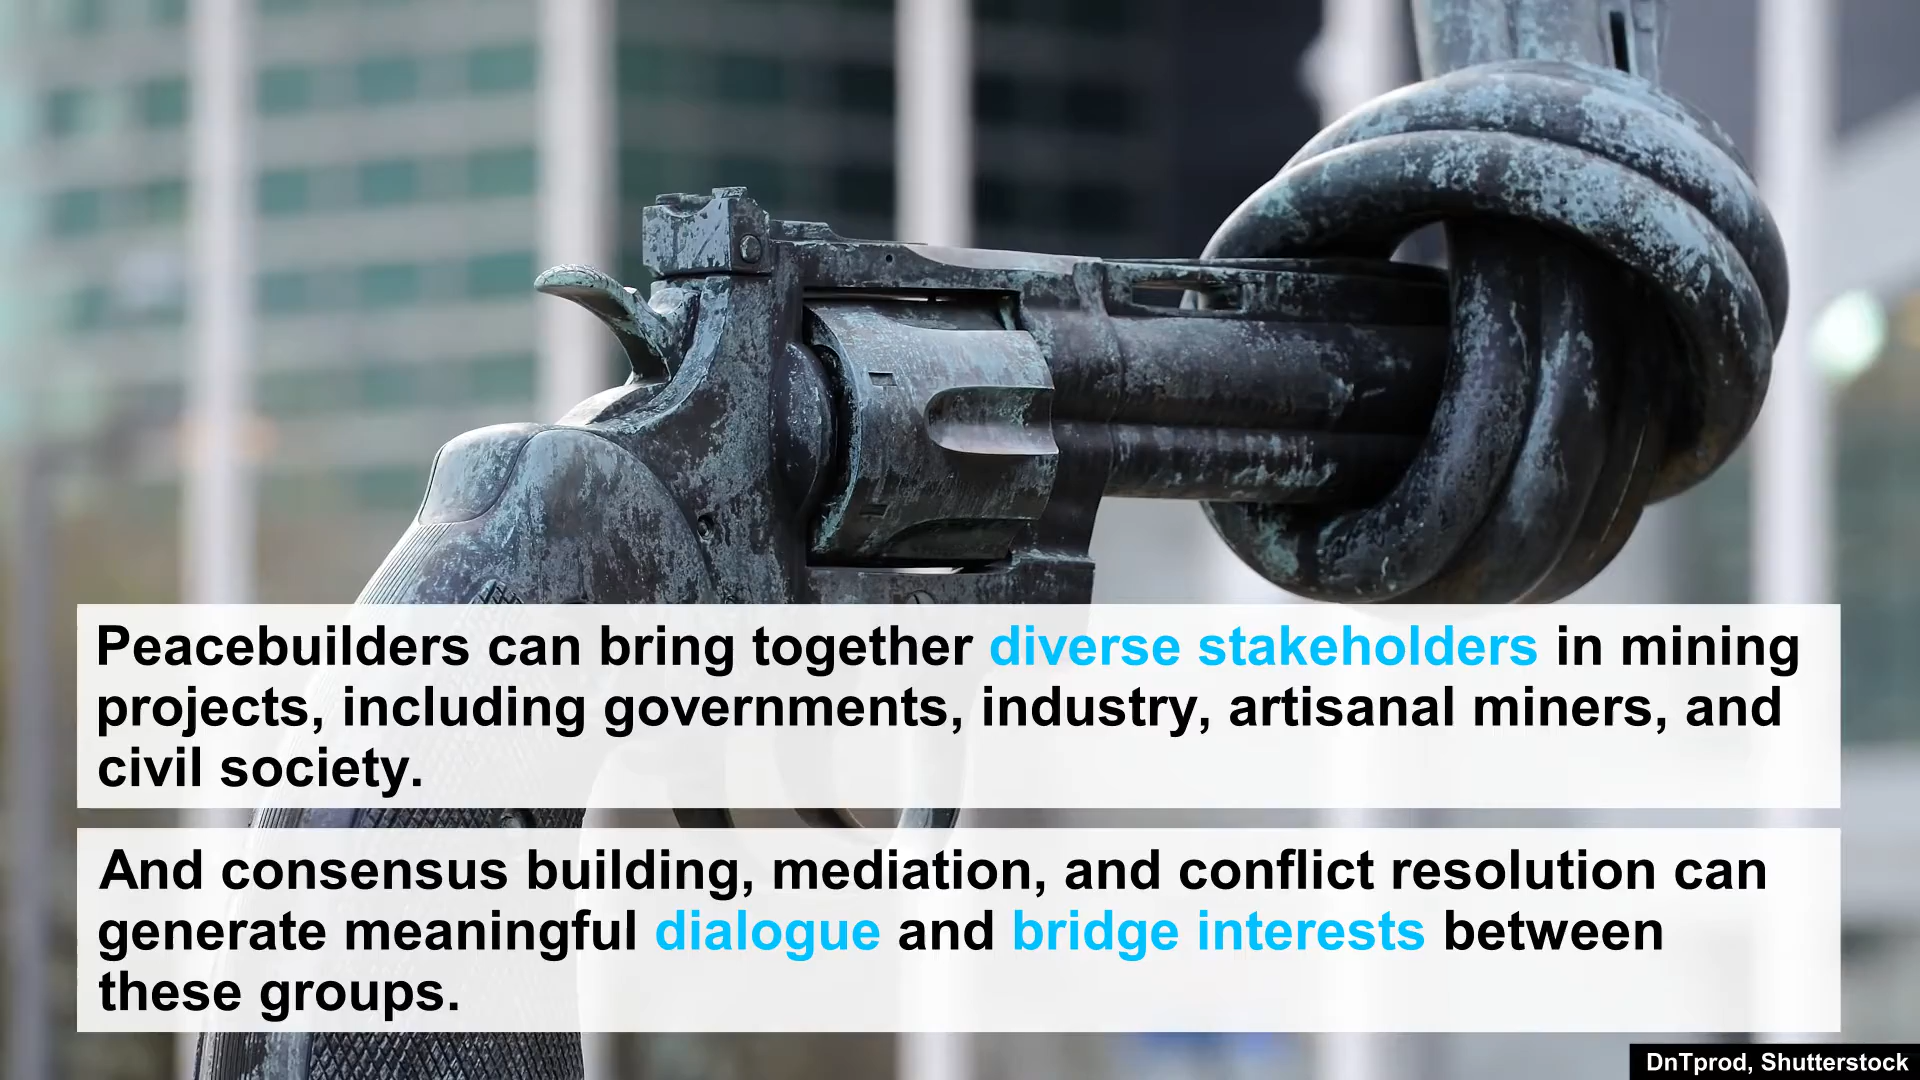 Peacebuilders can bring together diverse stakeholders in mining
projects, including governments, industry, artisanal miners, and
civil society.
And consensus building, mediation, and conflict resolution can
generate meaningful dialogue and bridge interests between
these groups.
DnTprod, Shutterstock